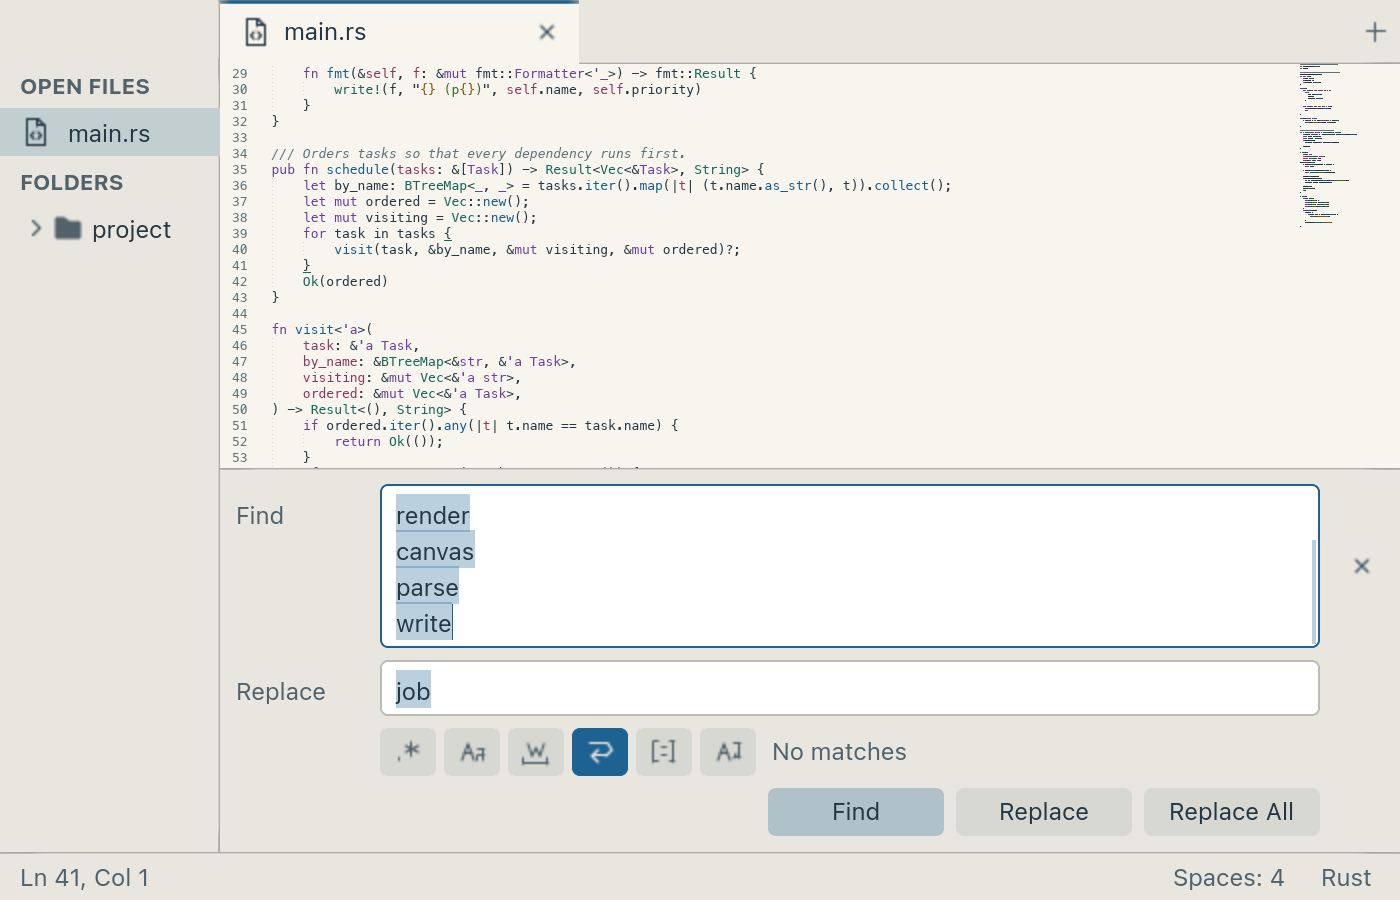 main.rs
OPEN FILES
main.rs
FOLDERS
project
29 fn fmt(&self, f: &mut fmt::Formatter<'_>) -> fmt::Result {
30 write!(f, "{} (p{})", self.name, self.priority)
31 }
32 }
33
34 /// Orders tasks so that every dependency runs first.
35 pub fn schedule(tasks: &[Task]) -> Result<Vec<&Task>, String> {
36 let by_name: BTreeMap<_, _> = tasks.iter().map(|t| (t.name.as_str(), t)).collect();
37 let mut ordered = Vec::new();
38 let mut visiting = Vec::new();
39 for task in tasks {
40 visit(task, &by_name, &mut visiting, &mut ordered)?;
41 }
42 Ok(ordered)
43 }
44
45 fn visit<'a>(
46 task: &'a Task,
47 by_name: &BTreeMap<&str, &'a Task>,
48 visiting: &mut Vec<&'a str>,
49 ordered: &mut Vec<&'a Task>,
50 ) -> Result<(), String> {
51 if ordered.iter().any(|t| t.name == task.name) {
52 return Ok(());
53 }
Find
render
canvas
parse
write
Replace
job
.* Aa W [=] AI No matches
Find Replace Replace All
Ln 41, Col 1
Spaces: 4 Rust